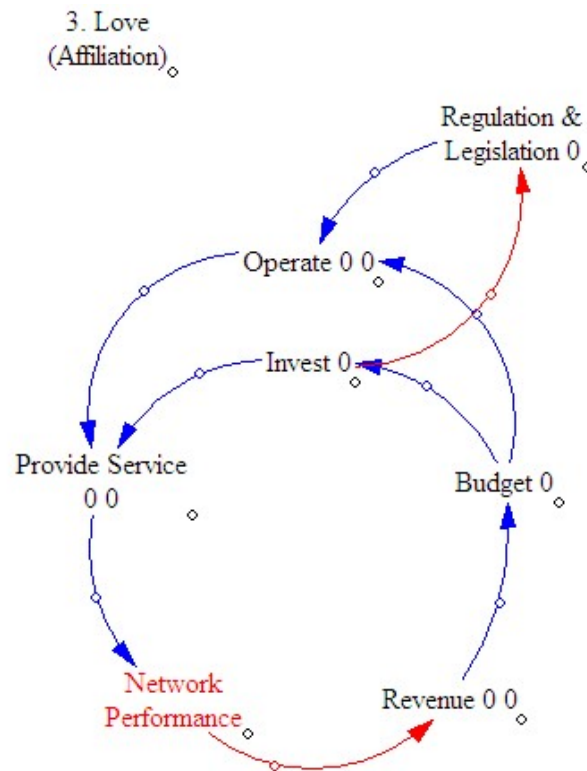 3. Love
(Affiliation)
Regulation &
Legislation 0
Operate 0 0
Invest 0
Provide Service
0 0
Budget 0
Network
Performance
Revenue 0 0